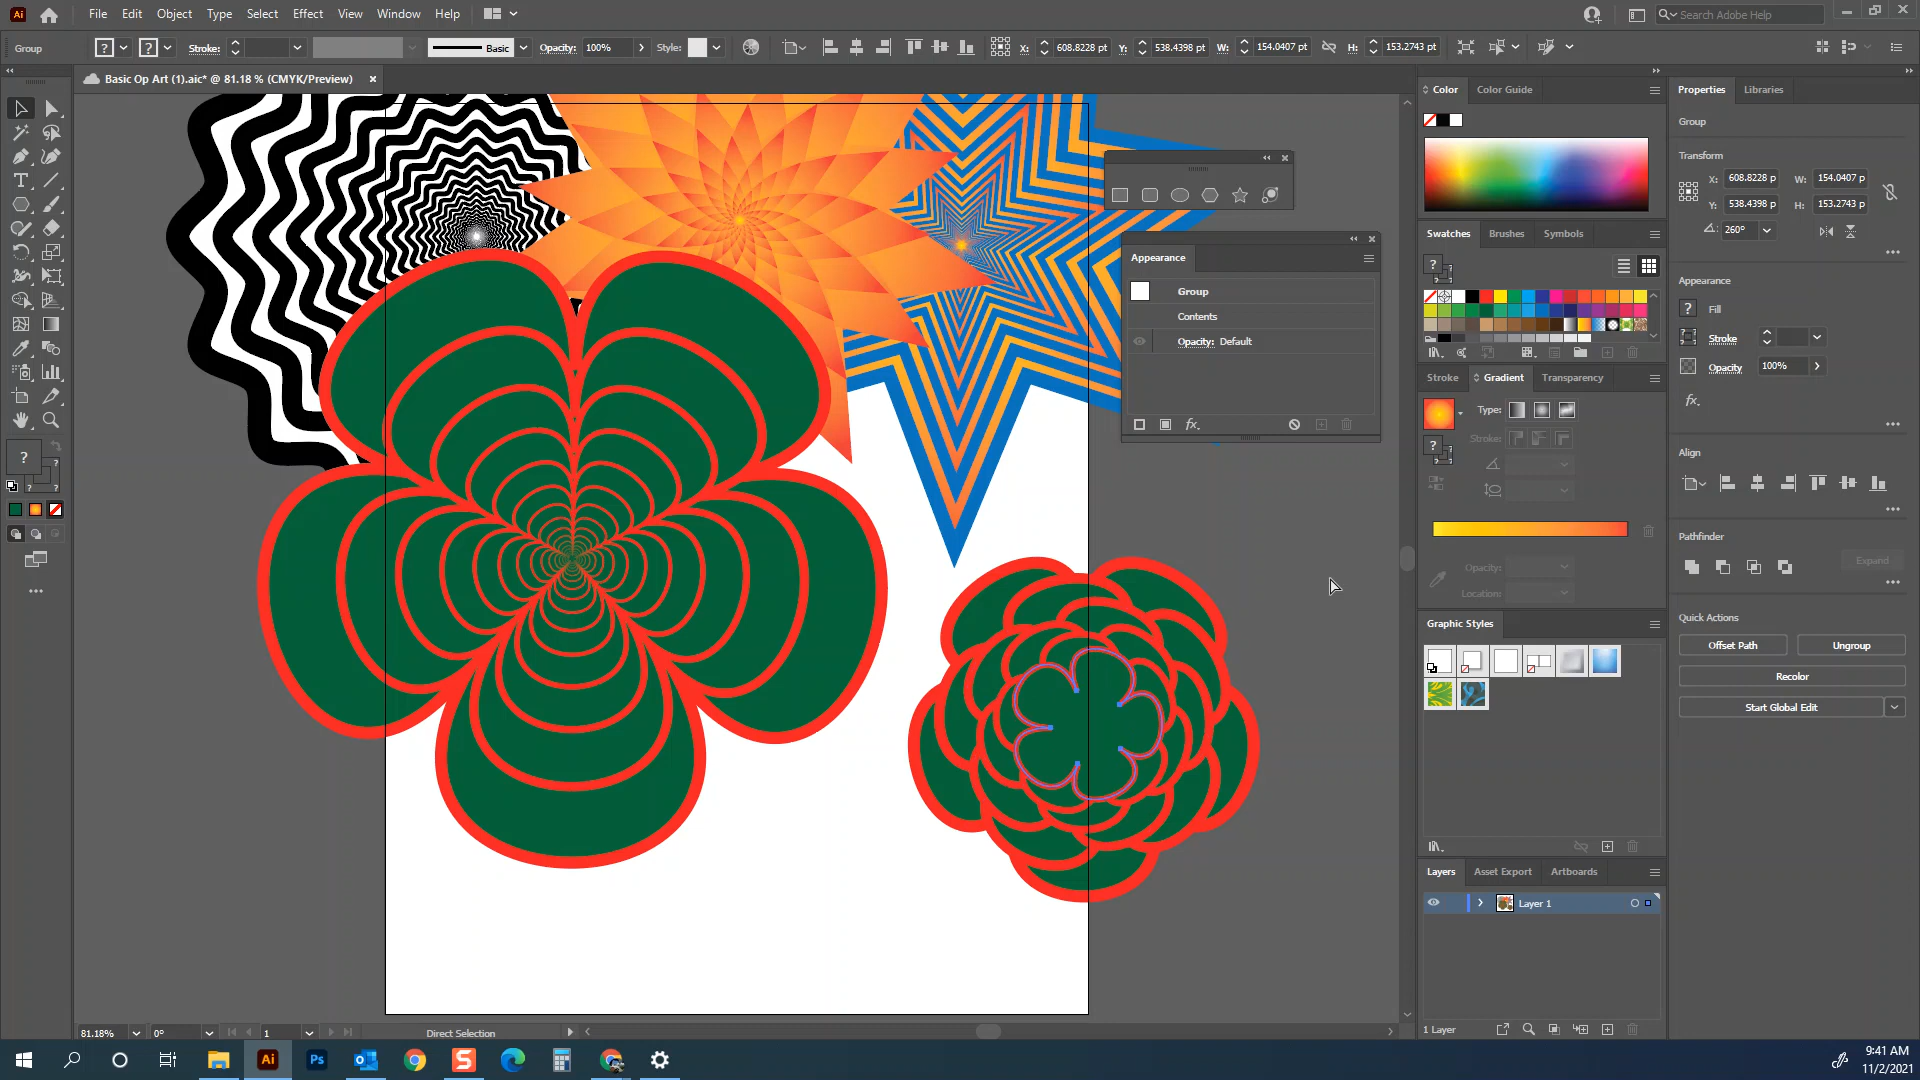 Ai
File
Edit
Object
Type
Select
Effect
View
Window
Help
Search Adobe Help
Group
?
?
Stroke:
Basic
Opacity:
100%
Style:
X:
608.8228 pt
Y:
538.4398 pt
W:
154.0407 pt
H:
153.2743 pt
Basic Op Art (1).aic* @ 81.18 % (CMYK/Preview)
Color
Color Guide
Properties
Libraries
Group
Transform
X:
608.8228 p
W:
154.0407 p
Y:
538.4398 p
H:
153.2743 p
260°
Swatches
Brushes
Symbols
?
Appearance
Group
Contents
Opacity: Default
fx
Appearance
?
Fill
Stroke
Opacity
100%
fx
Stroke
Gradient
Transparency
Type:
Stroke:
?
Opacity:
Location:
Align
Pathfinder
Expand
Quick Actions
Offset Path
Ungroup
Recolor
Start Global Edit
Graphic Styles
Layers
Asset Export
Artboards
Layer 1
1 Layer
?
?
?
?
81.18%
0°
1
Direct Selection
Ai
Ps
S
9:41 AM
11/2/2021